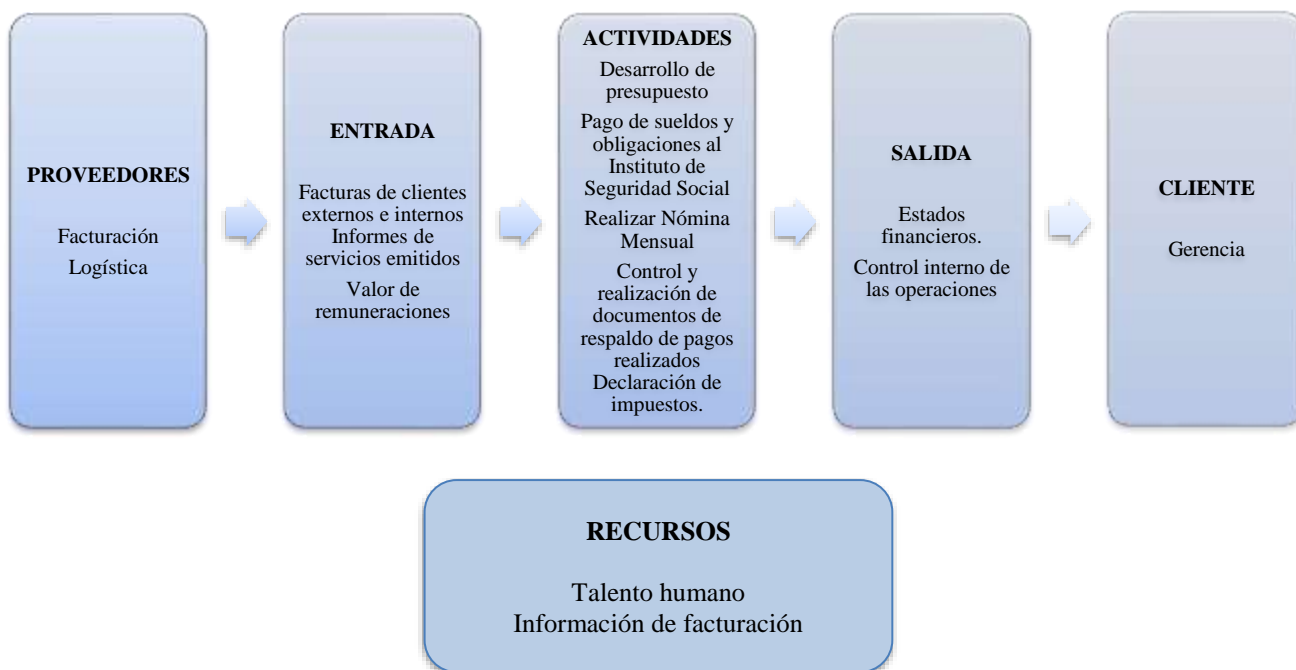 PROVEEDORES
Facturación
Logística
ENTRADA
Facturas de clientes
externos e internos
Informes de
servicios emitidos
Valor de
remuneraciones
ACTIVIDADES
Desarrollo de
presupuesto
Pago de sueldos y
obligaciones al
Instituto de
Seguridad Social
Realizar Nómina
Mensual
Control y
realización de
documentos de
respaldo de pagos
realizados
Declaración de
impuestos.
SALIDA
Estados
financieros.
Control interno de
las operaciones
CLIENTE
Gerencia
RECURSOS
Talento humano
Información de facturación